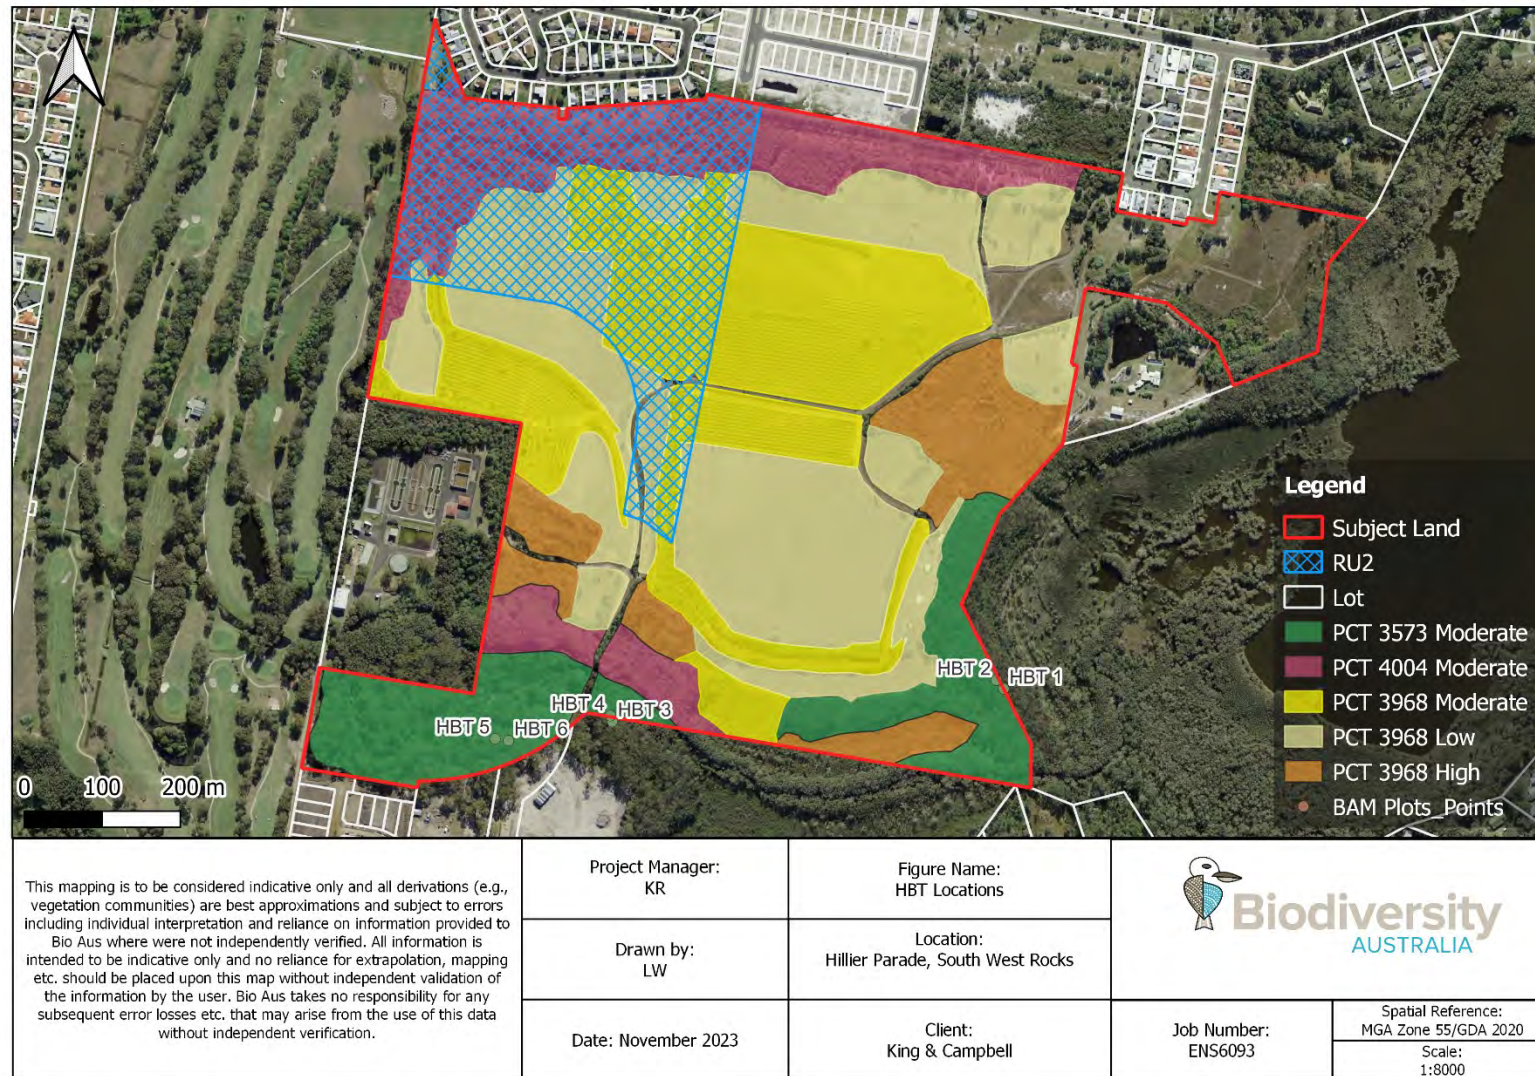 HBT 2
HBT 1
HBT 4
HBT 3
HBT 5
HBT 6
0 100 200 m
Legend
Subject Land
RU2
Lot
PCT 3573 Moderate
PCT 4004 Moderate
PCT 3968 Moderate
PCT 3968 Low
PCT 3968 High
BAM Plots_Points
This mapping is to be considered indicative only and all derivations (e.g.,
vegetation communities) are best approximations and subject to errors
including individual interpretation and reliance on information provided to
Bio Aus where were not independently verified. All information is
intended to be indicative only and no reliance for extrapolation, mapping
etc. should be placed upon this map without independent validation of
the information by the user. Bio Aus takes no responsibility for any
subsequent error losses etc. that may arise from the use of this data
without independent verification.
Project Manager:
KR
Figure Name:
HBT Locations
Drawn by:
LW
Location:
Hillier Parade, South West Rocks
Date: November 2023
Client:
King & Campbell
Biodiversity
AUSTRALIA
Job Number:
ENS6093
Spatial Reference:
MGA Zone 55/GDA 2020
Scale:
1:8000